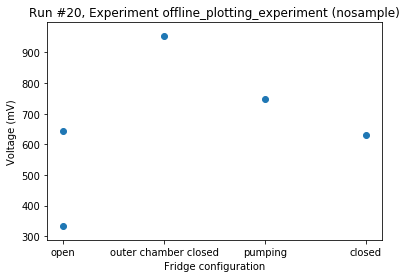 Run #20, Experiment offline_plotting_experiment (nosample)
Voltage (mV)
900
800
700
600
500
400
300
open outer chamber closed pumping closed
Fridge configuration